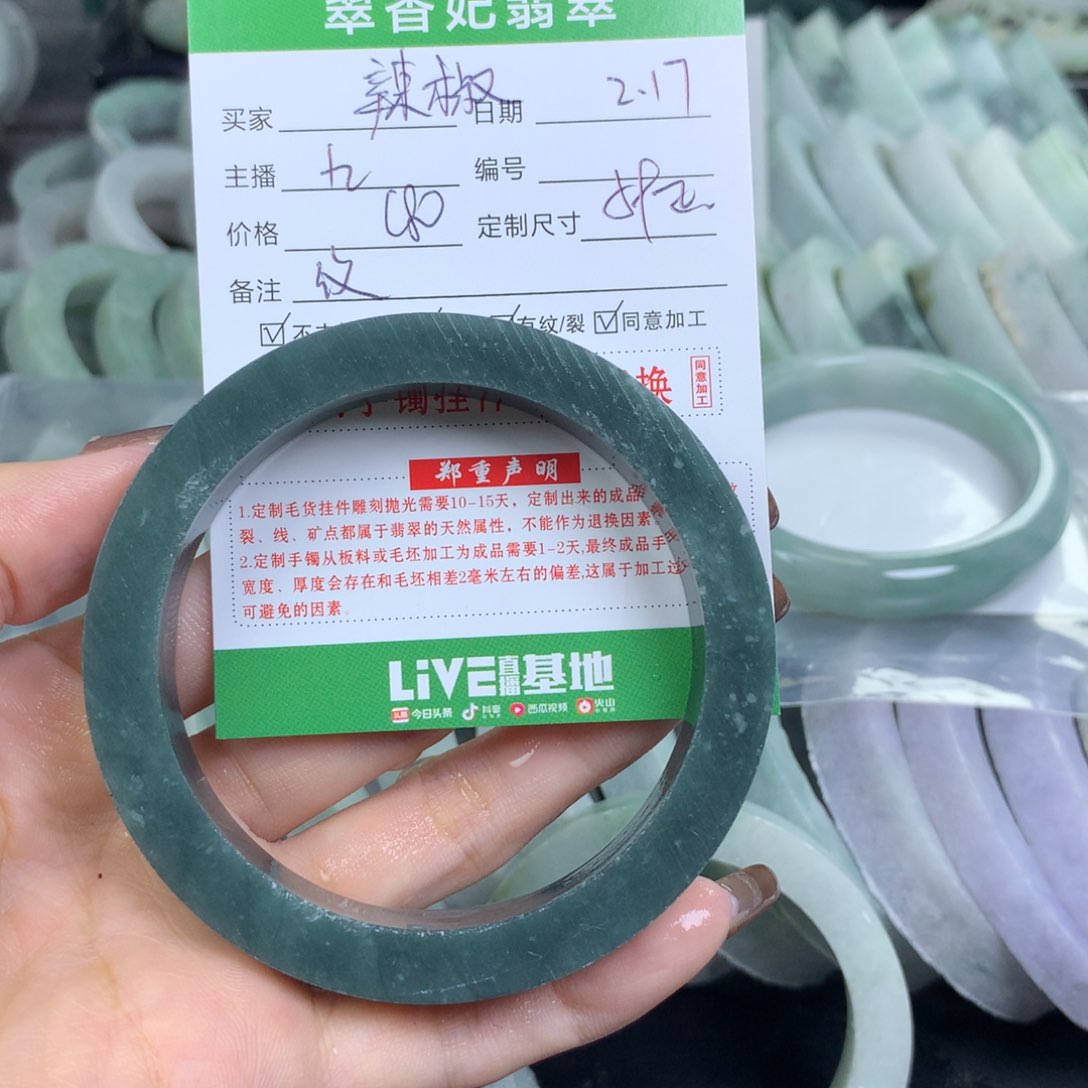 翠香妃翡翠
买家 辣椒 日期 2.17
主播 九 编号
价格 定制尺寸
备注 纹
有纹/裂 ☑同意加工
换 同意加工
郑重声明
1.定制毛货挂件雕刻抛光需要10-15天，定制出来的成品
裂、线、矿点都属于翡翠的天然属性，不能作为退换因素
2.定制手镯从板料或毛坯加工为成品需要1-2天,最终成品手
宽度、厚度会存在和毛坯相差2毫米左右的偏差,这属于加工过
可避免的因素。
LiVE直播基地
头条 今日头条 抖音 西瓜视频 火山